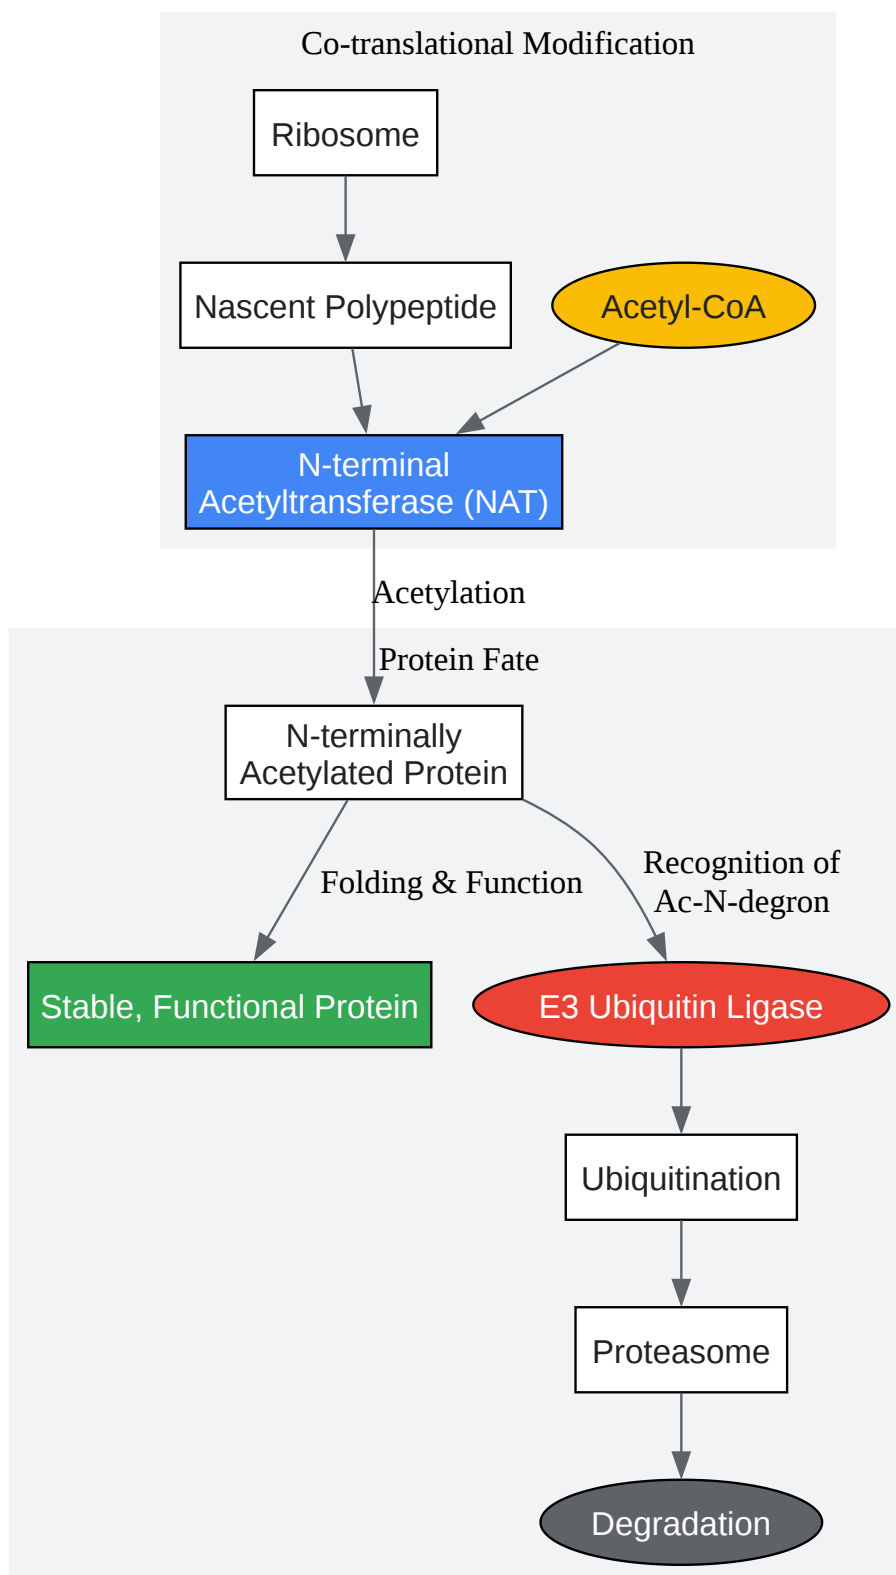 Co-translational Modification
Ribosome
Nascent Polypeptide
Acetyl-CoA
N-terminal
Acetyltransferase (NAT)
Acetylation
Protein Fate
N-terminally
Acetylated Protein
Folding & Function
Recognition of
Ac-N-degron
Stable, Functional Protein
E3 Ubiquitin Ligase
Ubiquitination
Proteasome
Degradation